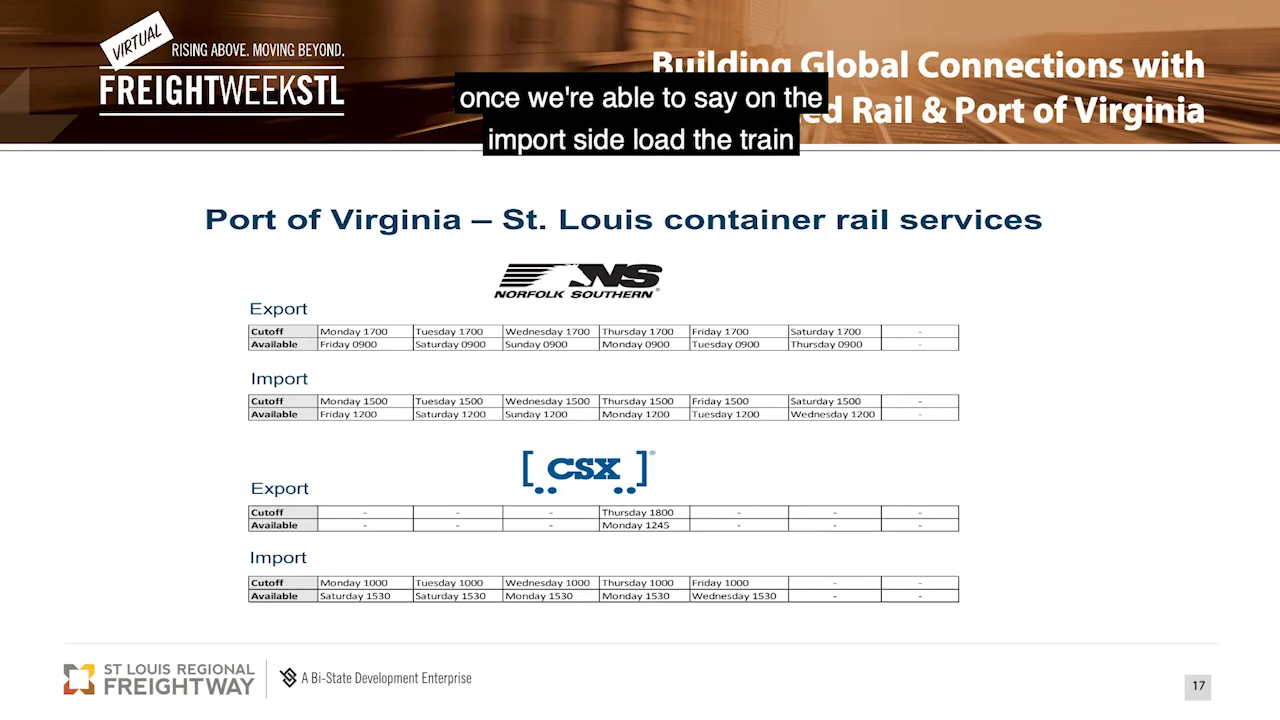 VIRTUAL
RISING ABOVE. MOVING BEYOND.
FREIGHTWEEKSTL
Building Global Connections with
Rail & Port of Virginia
once we're able to say on the
import side load the train
Port of Virginia – St. Louis container rail services
NS
NORFOLK SOUTHERN®
Export
Cutoff Monday 1700 Tuesday 1700 Wednesday 1700 Thursday 1700 Friday 1700 Saturday 1700 -
Available Friday 0900 Saturday 0900 Sunday 0900 Monday 0900 Tuesday 0900 Thursday 0900 -
Import
Cutoff Monday 1500 Tuesday 1500 Wednesday 1500 Thursday 1500 Friday 1500 Saturday 1500 -
Available Friday 1200 Saturday 1200 Sunday 1200 Monday 1200 Tuesday 1200 Wednesday 1200 -
[CSX]®
Export
Cutoff - - - Thursday 1800 - - -
Available - - - Monday 1245 - - -
Import
Cutoff Monday 1000 Tuesday 1000 Wednesday 1000 Thursday 1000 Friday 1000 - -
Available Saturday 1530 Saturday 1530 Monday 1530 Monday 1530 Wednesday 1530 - -
ST LOUIS REGIONAL
FREIGHTWAY
A Bi-State Development Enterprise
17